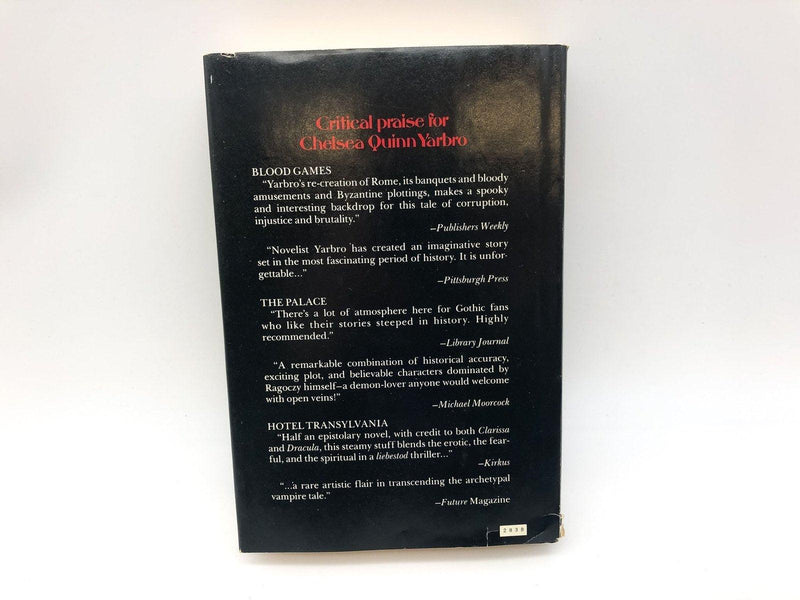 Critical praise for
Chelsea Quinn Yarbro
BLOOD GAMES
"Yarbro's re-creation of Rome, its banquets and bloody
amusements and Byzantine plottings, makes a spooky
and interesting backdrop for this tale of corruption,
injustice and brutality."
—Publishers Weekly
"Novelist Yarbro has created an imaginative story
set in the most fascinating period of history. It is unfor-
gettable..."
—Pittsburgh Press
THE PALACE
"There's a lot of atmosphere here for Gothic fans
who like their stories steeped in history. Highly
recommended."
—Library Journal
"A remarkable combination of historical accuracy,
exciting plot, and believable characters dominated by
Ragoczy himself—a demon-lover anyone would welcome
with open veins!"
—Michael Moorcock
HOTEL TRANSYLVANIA
"Half an epistolary novel, with credit to both Clarissa
and Dracula, this steamy stuff blends the erotic, the fear-
ful, and the spiritual in a liebestod thriller..."
—Kirkus
"...a rare artistic flair in transcending the archetypal
vampire tale."
—Future Magazine
2838